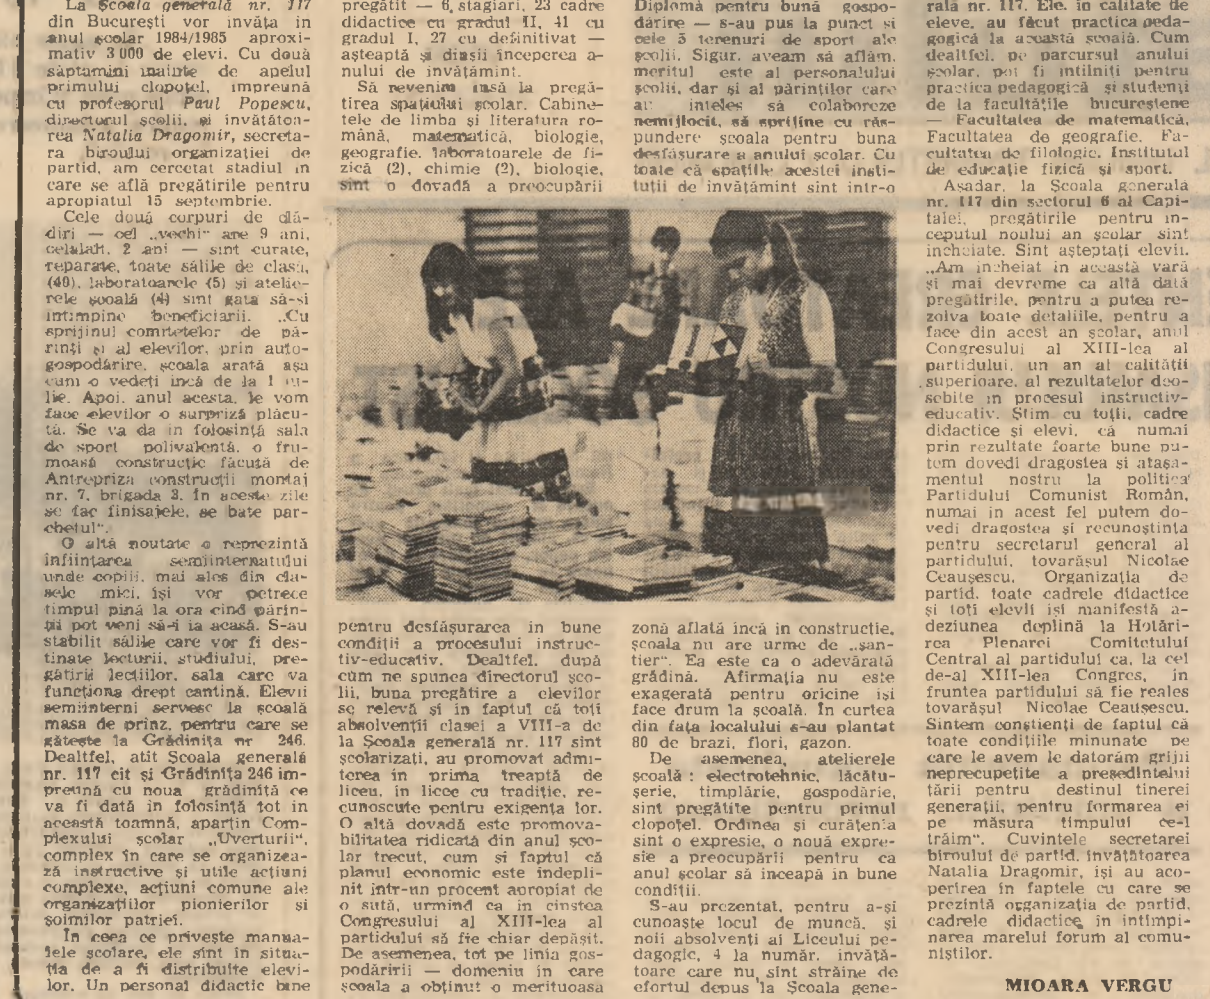 La Școala generală nr. 117
din București vor învăța in
anul școlar 1984/1985 aproxi-
mativ 3 000 de elevi. Cu două
săptămîni înainte de apelul
primului clopoțel, împreună
cu profesorul Paul Popescu,
directorul școlii, și învățătoa-
rea Natalia Dragomir, secreta-
ra biroului organizației de
partid, am cercetat stadiul în
care se află pregătirile pentru
apropiatul 15 septembrie.
Cele două corpuri de clă-
diri — cel „vechi“ are 9 ani,
celălalt, 2 ani — sînt curate,
reparate, toate sălile de clasă,
(40), laboratoarele (5) și atelie-
rele școală (4) sînt gata să-și
întîmpine beneficiarii. „Cu
sprijinul comitetelor de pă-
rinți și al elevilor, prin auto-
gospodărire, școala arată așa
cum o vedeți încă de la 1 iu-
lie. Apoi, anul acesta, le vom
face elevilor o surpriză plăcu-
tă. Se va da în folosință sala
de sport polivalentă, o fru-
moasă construcție făcută de
Antrepriza construcții montaj
nr. 7, brigada 3. În aceste zile
se fac finisajele, se bate par-
chetul“.
O altă noutate o reprezintă
înființarea semiinternatului
unde copiii, mai ales din cla-
sele mici, își vor petrece
timpul pînă la ora cînd părin-
ții pot veni să-i ia acasă. S-au
stabilit sălile care vor fi des-
tinate lecturii, studiului, pre-
gătirii lecțiilor, sala care va
funcționa drept cantină. Elevii
semiinterni servesc la școală
masa de prînz, pentru care se
gătește la Grădinița nr 246.
Dealtfel, atît Școala generală
nr. 117 cît și Grădinița 246 îm-
preună cu noua grădiniță ce
va fi dată în folosință tot în
această toamnă, aparțin Com-
plexului școlar „Uverturii“,
complex în care se organizea-
ză instructive și utile acțiuni
complexe, acțiuni comune ale
organizațiilor pionierilor și
șoimilor patriei.
În ceea ce privește manua-
lele școlare, ele sînt în situa-
ția de a fi distribuite elevi-
lor. Un personal didactic bine
pregătit — 6 stagiari, 23 cadre
didactice cu gradul II, 41 cu
gradul I, 27 cu definitivat —
așteaptă și dînșii începerea a-
nului de învățămînt.
Să revenim însă la pregă-
tirea spațiului școlar. Cabine-
tele de limba și literatura ro-
mână, matematică, biologie,
geografie, laboratoarele de fi-
zică (2), chimie (2), biologie,
sînt o dovadă a preocupării
pentru desfășurarea în bune
condiții a procesului instruc-
tiv-educativ. Dealtfel, după
cum ne spunea directorul șco-
lii, buna pregătire a elevilor
se relevă și în faptul că toți
absolvenții clasei a VIII-a de
la Școala generală nr. 117 sînt
școlarizați, au promovat admi-
terea în prima treaptă de
liceu, în licee cu tradiție, re-
cunoscute pentru exigența lor.
O altă dovadă este promova-
bilitatea ridicată din anul șco-
lar trecut, cum și faptul că
planul economic este îndepli-
nit într-un procent apropiat de
o sută, urmînd ca în cinstea
Congresului al XIII-lea al
partidului să fie chiar depășit.
De asemenea, tot pe linia gos-
podăririi — domeniu în care
școala a obținut o merituoasă
Diplomă pentru bună gospo-
dărire — s-au pus la punct și
cele 5 terenuri de sport ale
școlii. Sigur, aveam să aflăm,
meritul este al personalului
școlii, dar și al părinților care
au înțeles să colaboreze
nemijlocit, să sprijine cu răs-
pundere școala pentru buna
desfășurare a anului școlar. Cu
toate că spațiile acestei insti-
tuții de învățămînt sînt într-o
zonă aflată încă în construcție,
școala nu are urme de „șan-
tier“. Ea este ca o adevărată
grădină. Afirmația nu este
exagerată pentru oricine își
face drum la școală. În curtea
din fața localului s-au plantat
80 de brazi, flori, gazon.
De asemenea, atelierele
școală : electrotehnic, lăcătu-
șerie, tîmplărie, gospodărie,
sînt pregătite pentru primul
clopoțel. Ordinea și curățenia
sînt o expresie, o nouă expre-
sie a preocupării pentru ca
anul școlar să înceapă în bune
condiții.
S-au prezentat, pentru a-și
cunoaște locul de muncă, și
noii absolvenți ai Liceului pe-
dagogic, 4 la număr, învăță-
toare care nu sînt străine de
efortul depus la Școala gene-
rală nr. 117. Ele, în calitate de
eleve, au făcut practica peda-
gogică la această școală. Cum
dealtfel, pe parcursul anului
școlar, pot fi întîlniți pentru
practica pedagogică și studenți
de la facultățile bucureștene
— Facultatea de matematică,
Facultatea de geografie, Fa-
cultatea de filologie, Institutul
de educație fizică și sport.
Așadar, la Școala generală
nr. 117 din sectorul 6 al Capi-
talei, pregătirile pentru în-
ceputul noului an școlar sînt
încheiate. Sînt așteptați elevii.
„Am încheiat în această vară
și mai devreme ca altă dată
pregătirile, pentru a putea re-
zolva toate detaliile, pentru a
face din acest an școlar, anul
Congresului al XIII-lea al
partidului, un an al calității
superioare, al rezultatelor deo-
sebite în procesul instructiv-
educativ. Știm cu toții, cadre
didactice și elevi, că numai
prin rezultate foarte bune pu-
tem dovedi dragostea și atașa-
mentul nostru la politica
Partidului Comunist Român,
numai în acest fel putem do-
vedi dragostea și recunoștința
pentru secretarul general al
partidului, tovarășul Nicolae
Ceaușescu. Organizația de
partid, toate cadrele didactice
și toți elevii își manifestă a-
deziunea deplină la Hotărî-
rea Plenarei Comitetului
Central al partidului ca, la cel
de-al XIII-lea Congres, în
fruntea partidului să fie reales
tovarășul Nicolae Ceaușescu.
Sîntem conștienți de faptul că
toate condițiile minunate pe
care le avem le datorăm grijii
neprecupețite a președintelui
țării pentru destinul tinerei
generații, pentru formarea ei
pe măsura timpului ce-l
trăim“. Cuvintele secretarei
biroului de partid, învățătoarea
Natalia Dragomir, își au aco-
perirea în faptele cu care se
prezintă organizația de partid,
cadrele didactice în întîmpi-
narea marelui forum al comu-
niștilor.
MIOARA VERGU